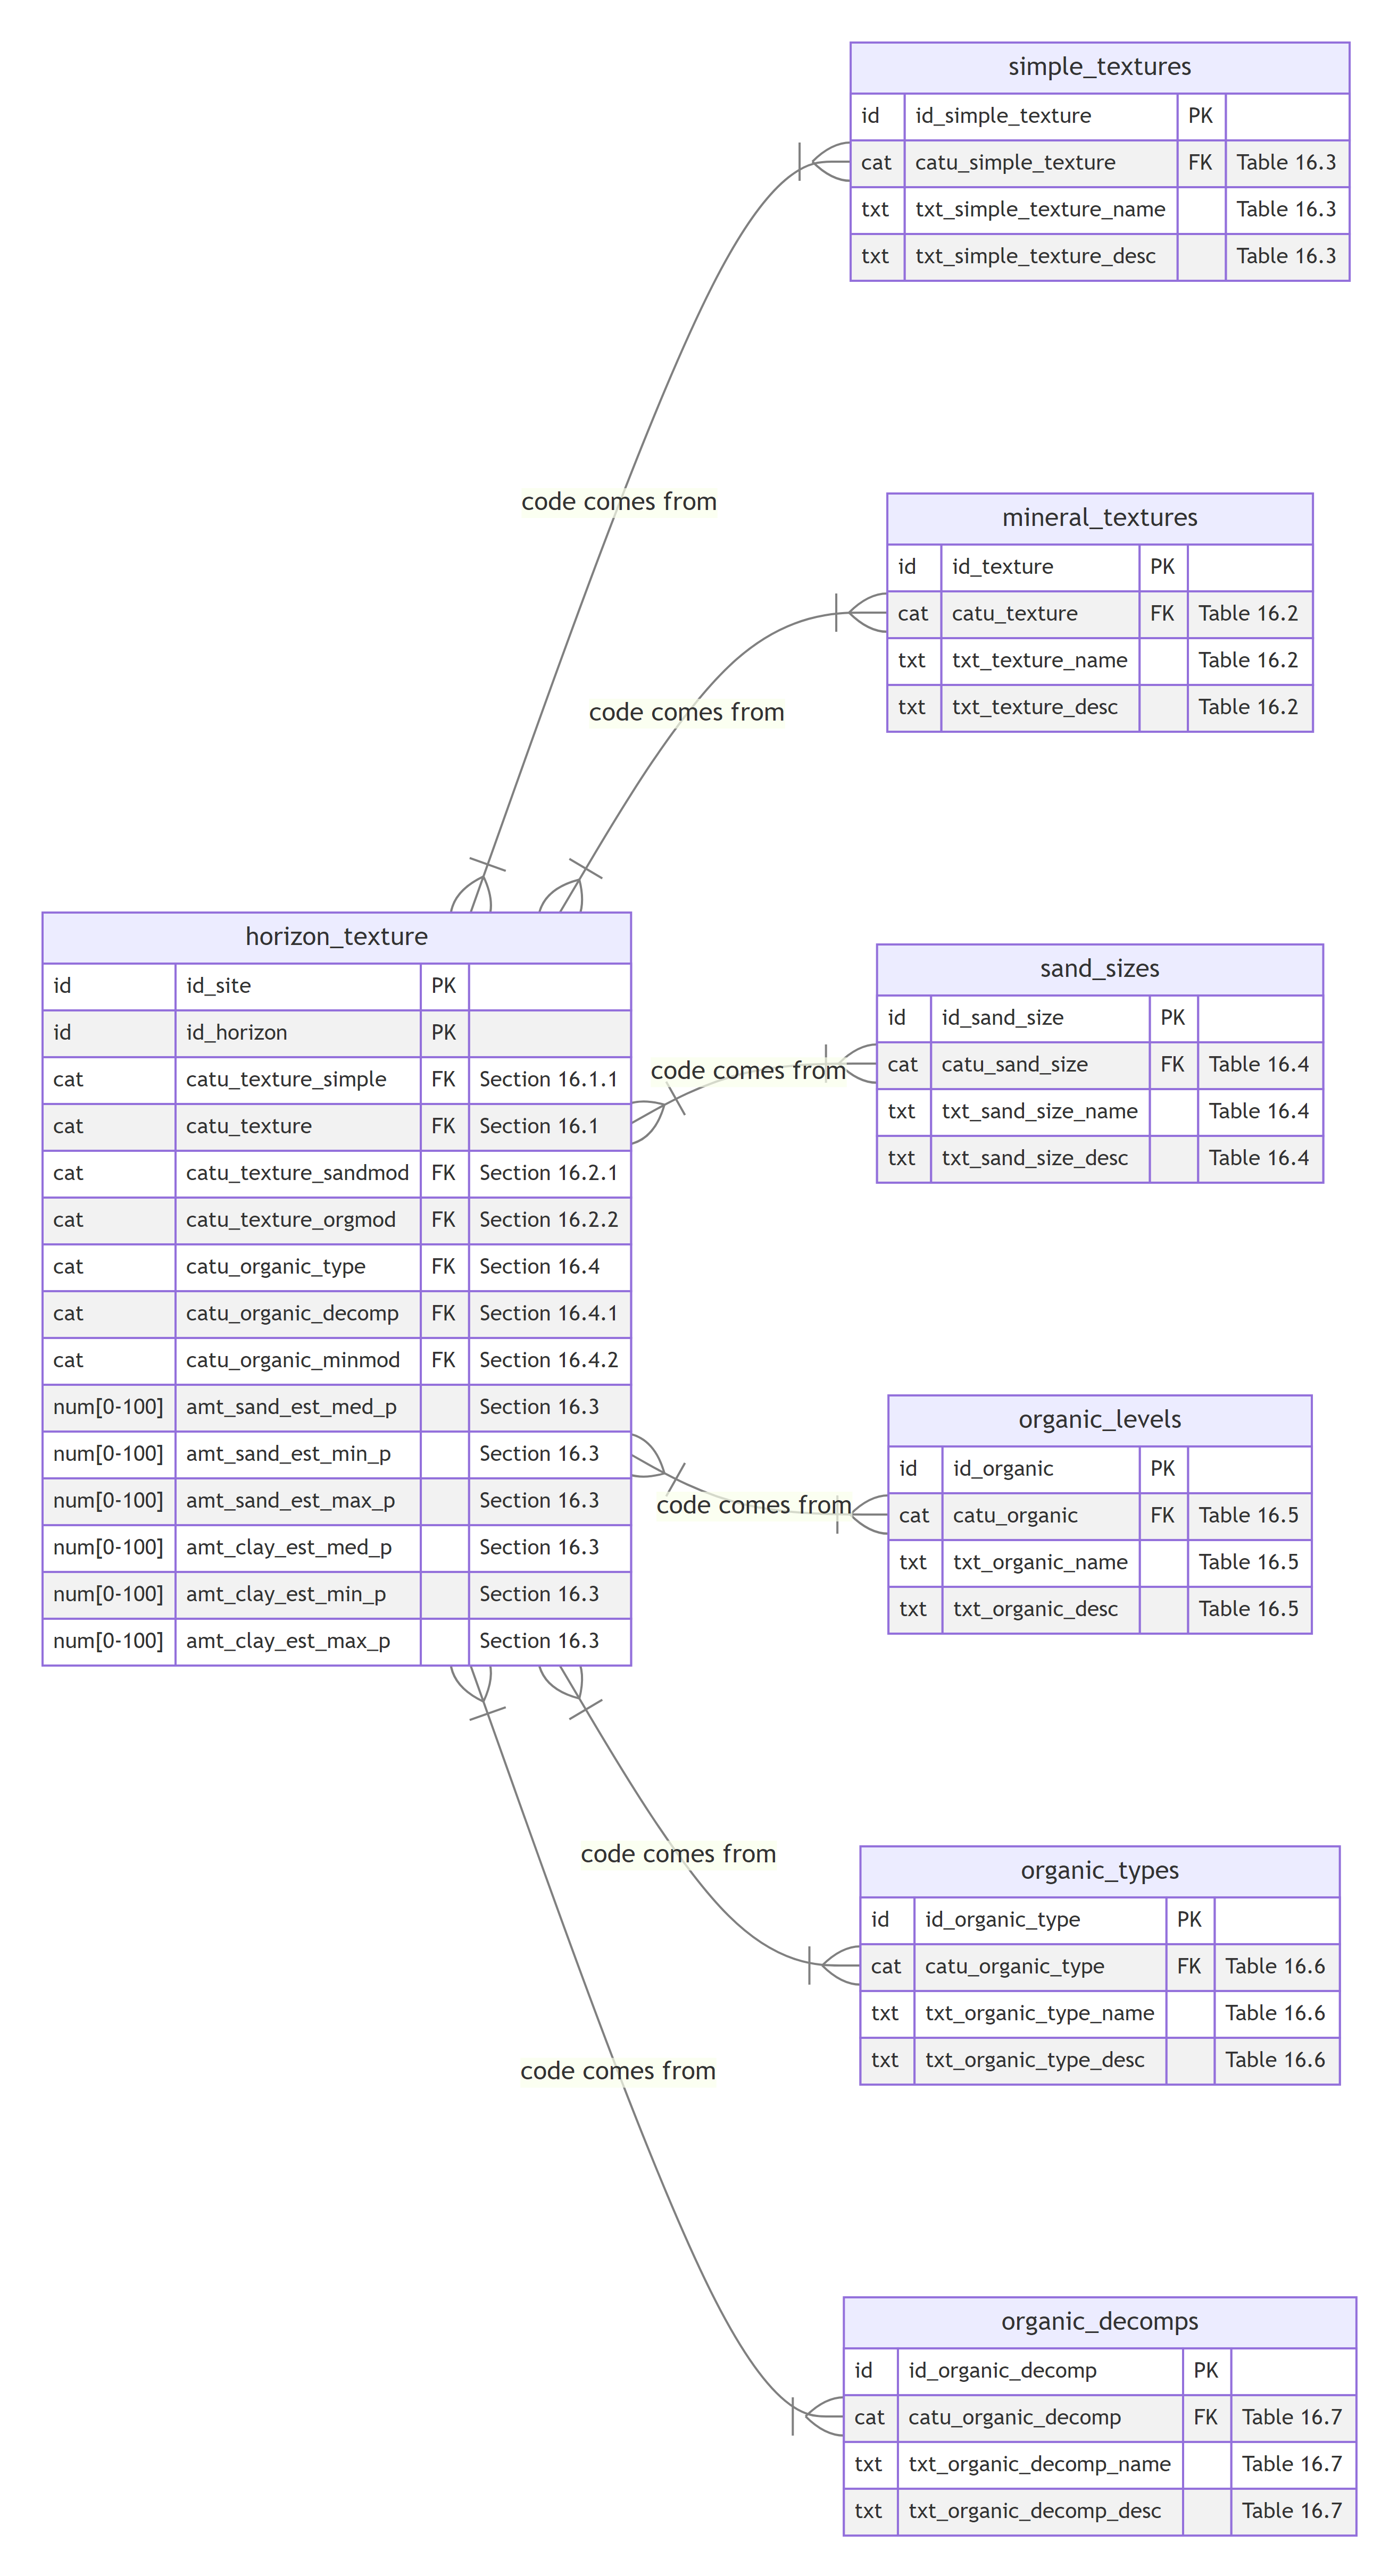 simple_textures
id id_simple_texture PK
cat catu_simple_texture FK Table 16.3
txt txt_simple_texture_name Table 16.3
txt txt_simple_texture_desc Table 16.3
code comes from
mineral_textures
id id_texture PK
cat catu_texture FK Table 16.2
txt txt_texture_name Table 16.2
txt txt_texture_desc Table 16.2
code comes from
horizon_texture
id id_site PK
id id_horizon PK
cat catu_texture_simple FK Section 16.1.1
cat catu_texture FK Section 16.1
cat catu_texture_sandmod FK Section 16.2.1
cat catu_texture_orgmod FK Section 16.2.2
cat catu_organic_type FK Section 16.4
cat catu_organic_decomp FK Section 16.4.1
cat catu_organic_minmod FK Section 16.4.2
num[0-100] amt_sand_est_med_p Section 16.3
num[0-100] amt_sand_est_min_p Section 16.3
num[0-100] amt_sand_est_max_p Section 16.3
num[0-100] amt_clay_est_med_p Section 16.3
num[0-100] amt_clay_est_min_p Section 16.3
num[0-100] amt_clay_est_max_p Section 16.3
code comes from
sand_sizes
id id_sand_size PK
cat catu_sand_size FK Table 16.4
txt txt_sand_size_name Table 16.4
txt txt_sand_size_desc Table 16.4
code comes from
organic_levels
id id_organic PK
cat catu_organic FK Table 16.5
txt txt_organic_name Table 16.5
txt txt_organic_desc Table 16.5
code comes from
organic_types
id id_organic_type PK
cat catu_organic_type FK Table 16.6
txt txt_organic_type_name Table 16.6
txt txt_organic_type_desc Table 16.6
code comes from
organic_decomps
id id_organic_decomp PK
cat catu_organic_decomp FK Table 16.7
txt txt_organic_decomp_name Table 16.7
txt txt_organic_decomp_desc Table 16.7